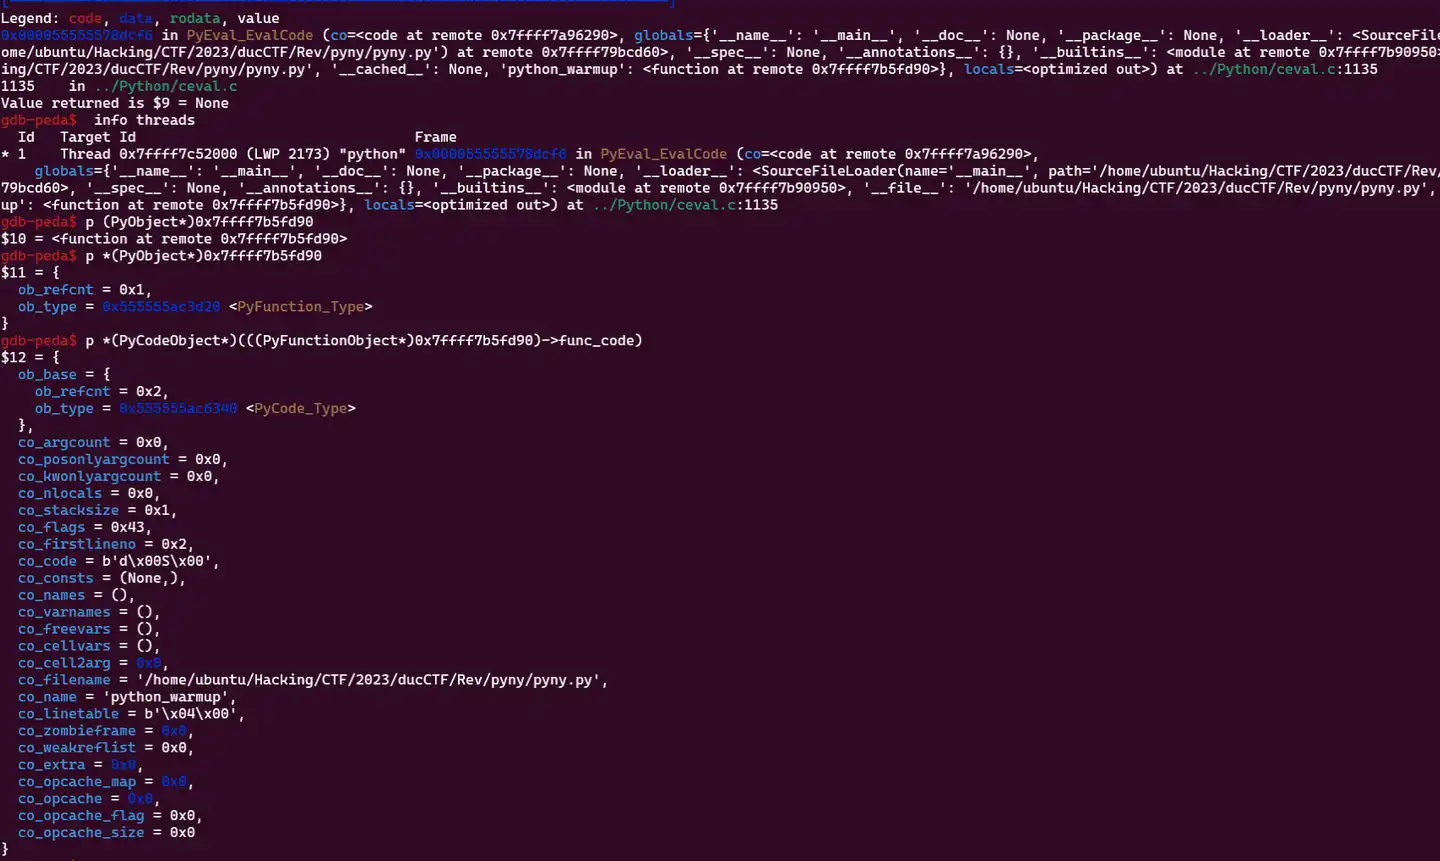 [─────────────────────────────────────────────────────────────────]
Legend: code, data, rodata, value
0x000055555578dcf6 in PyEval_EvalCode (co=<code at remote 0x7ffff7a96290>, globals={'__name__': '__main__', '__doc__': None, '__package__': None, '__loader__': <SourceFile
ome/ubuntu/Hacking/CTF/2023/ducCTF/Rev/pyny/pyny.py') at remote 0x7ffff79bcd60>, '__spec__': None, '__annotations__': {}, '__builtins__': <module at remote 0x7ffff7b90950>
ing/CTF/2023/ducCTF/Rev/pyny/pyny.py', '__cached__': None, 'python_warmup': <function at remote 0x7ffff7b5fd90>}, locals=<optimized out>) at ../Python/ceval.c:1135
1135    in ../Python/ceval.c
Value returned is $9 = None
gdb-peda$  info threads
  Id   Target Id                              Frame
* 1    Thread 0x7ffff7c52000 (LWP 2173) "python" 0x000055555578dcf6 in PyEval_EvalCode (co=<code at remote 0x7ffff7a96290>,
    globals={'__name__': '__main__', '__doc__': None, '__package__': None, '__loader__': <SourceFileLoader(name='__main__', path='/home/ubuntu/Hacking/CTF/2023/ducCTF/Rev/
79bcd60>, '__spec__': None, '__annotations__': {}, '__builtins__': <module at remote 0x7ffff7b90950>, '__file__': '/home/ubuntu/Hacking/CTF/2023/ducCTF/Rev/pyny/pyny.py',
up': <function at remote 0x7ffff7b5fd90>}, locals=<optimized out>) at ../Python/ceval.c:1135
gdb-peda$ p (PyObject*)0x7ffff7b5fd90
$10 = <function at remote 0x7ffff7b5fd90>
gdb-peda$ p *(PyObject*)0x7ffff7b5fd90
$11 = {
  ob_refcnt = 0x1,
  ob_type = 0x555555ac3d20 <PyFunction_Type>
}
gdb-peda$ p *(PyCodeObject*)(((PyFunctionObject*)0x7ffff7b5fd90)->func_code)
$12 = {
  ob_base = {
    ob_refcnt = 0x2,
    ob_type = 0x555555ac6340 <PyCode_Type>
  },
  co_argcount = 0x0,
  co_posonlyargcount = 0x0,
  co_kwonlyargcount = 0x0,
  co_nlocals = 0x0,
  co_stacksize = 0x1,
  co_flags = 0x43,
  co_firstlineno = 0x2,
  co_code = b'd\x00S\x00',
  co_consts = (None,),
  co_names = (),
  co_varnames = (),
  co_freevars = (),
  co_cellvars = (),
  co_cell2arg = 0x0,
  co_filename = '/home/ubuntu/Hacking/CTF/2023/ducCTF/Rev/pyny/pyny.py',
  co_name = 'python_warmup',
  co_linetable = b'\x04\x00',
  co_zombieframe = 0x0,
  co_weakreflist = 0x0,
  co_extra = 0x0,
  co_opcache_map = 0x0,
  co_opcache = 0x0,
  co_opcache_flag = 0x0,
  co_opcache_size = 0x0
}